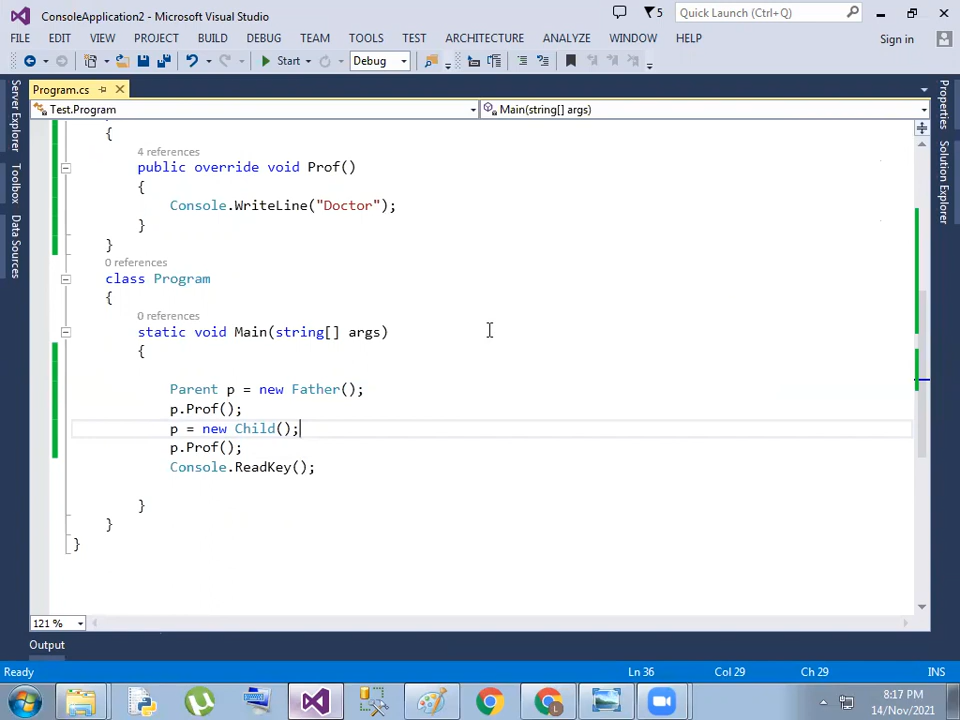 ConsoleApplication2 - Microsoft Visual Studio
5
Quick Launch (Ctrl+Q)
FILE EDIT VIEW PROJECT BUILD DEBUG TEAM TOOLS TEST ARCHITECTURE ANALYZE WINDOW HELP
Sign in
Start
Debug
Program.cs
Test.Program
Main(string[] args)
Server Explorer
Toolbox
Data Sources
Properties
Solution Explorer
{
4 references
public override void Prof()
{
Console.WriteLine("Doctor");
}
}
0 references
class Program
{
0 references
static void Main(string[] args)
{
Parent p = new Father();
p.Prof();
p = new Child();
p.Prof();
Console.ReadKey();
}
}
}
121 %
Output
Ready
Ln 36
Col 29
Ch 29
INS
8:17 PM
14/Nov/2021